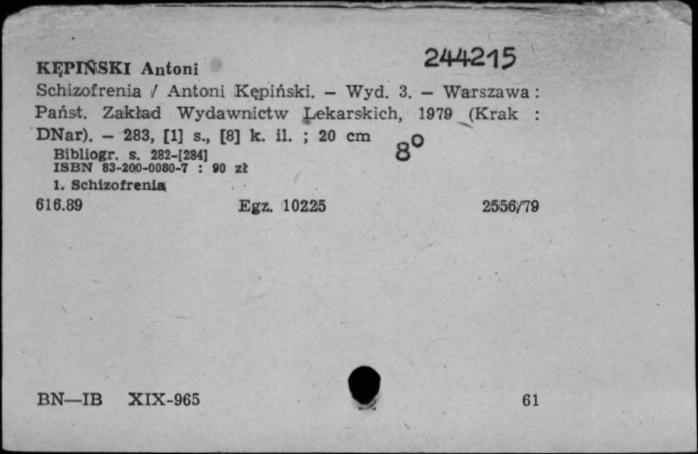 244215
KĘPIŃSKI Antoni
Schizofrenia / Antoni Kępiński. — Wyd. 3. — Warszawa :
Państ. Zakład Wydawnictw Lekarskich, 1979 (Krak :
DNar). — 283, [1] s., [8] k. il. ; 20 cm
8º
Bibliogr. s. 282-[284]
ISBN 83-200-0080-7 : 90 zł
1. Schizofrenia
616.89 Egz. 10225 2556/79
BN—IB XIX-965 61